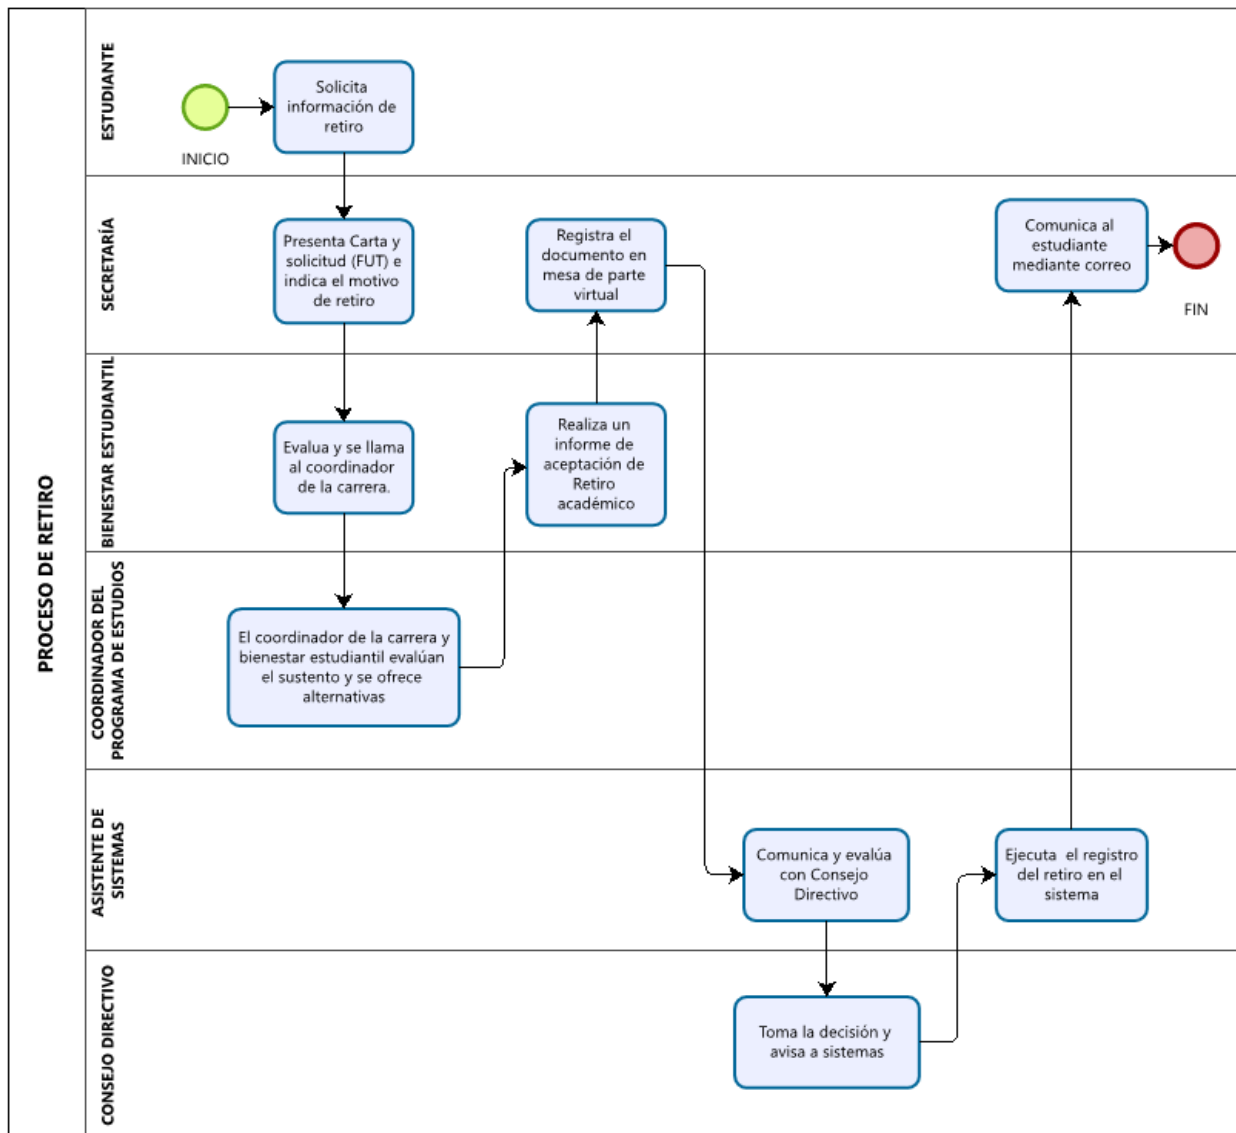 PROCESO DE RETIRO
ESTUDIANTE
INICIO
Solicita
información de
retiro
SECRETARÍA
Presenta Carta y
solicitud (FUT) e
indica el motivo
de retiro
Registra el
documento en
mesa de parte
virtual
Comunica al
estudiante
mediante correo
FIN
BIENESTAR ESTUDIANTIL
Evalua y se llama
al coordinador
de la carrera.
Realiza un
informe de
aceptación de
Retiro
académico
COORDINADOR DEL
PROGRAMA DE ESTUDIOS
El coordinador de la carrera y
bienestar estudiantil evalúan
el sustento y se ofrece
alternativas
ASISTENTE DE
SISTEMAS
Comunica y evalúa
con Consejo
Directivo
Ejecuta el registro
del retiro en el
sistema
CONSEJO DIRECTIVO
Toma la decisión y
avisa a sistemas